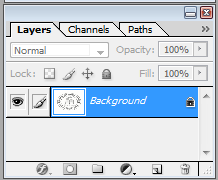 Layers Channels Paths
Normal Opacity: 100%
Lock: Fill: 100%
Background